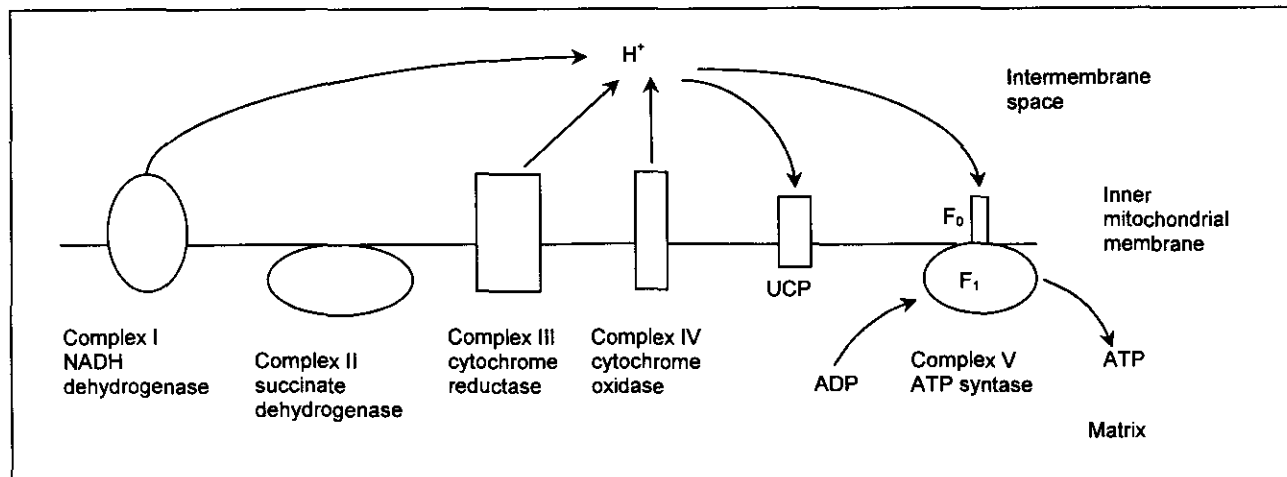 H⁺
Intermembrane
space
Inner
mitochondrial
membrane
F₀
F₁
UCP
Complex I
NADH
dehydrogenase
Complex II
succinate
dehydrogenase
Complex III
cytochrome
reductase
Complex IV
cytochrome
oxidase
ADP
Complex V
ATP syntase
ATP
Matrix